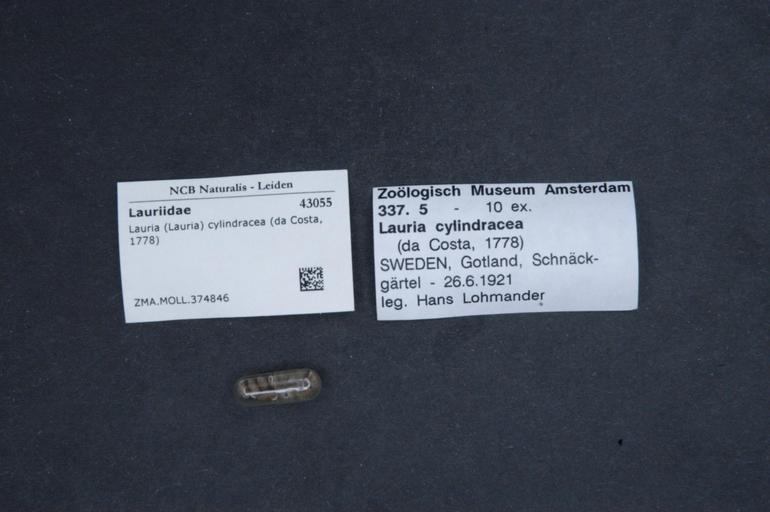 NCB Naturalis - Leiden
Lauriidae 43055
Lauria (Lauria) cylindracea (da Costa,
1778)
ZMA.MOLL.374846
Zoölogisch Museum Amsterdam
337. 5 - 10 ex.
Lauria cylindracea
(da Costa, 1778)
SWEDEN, Gotland, Schnäck-
gärtel - 26.6.1921
leg. Hans Lohmander